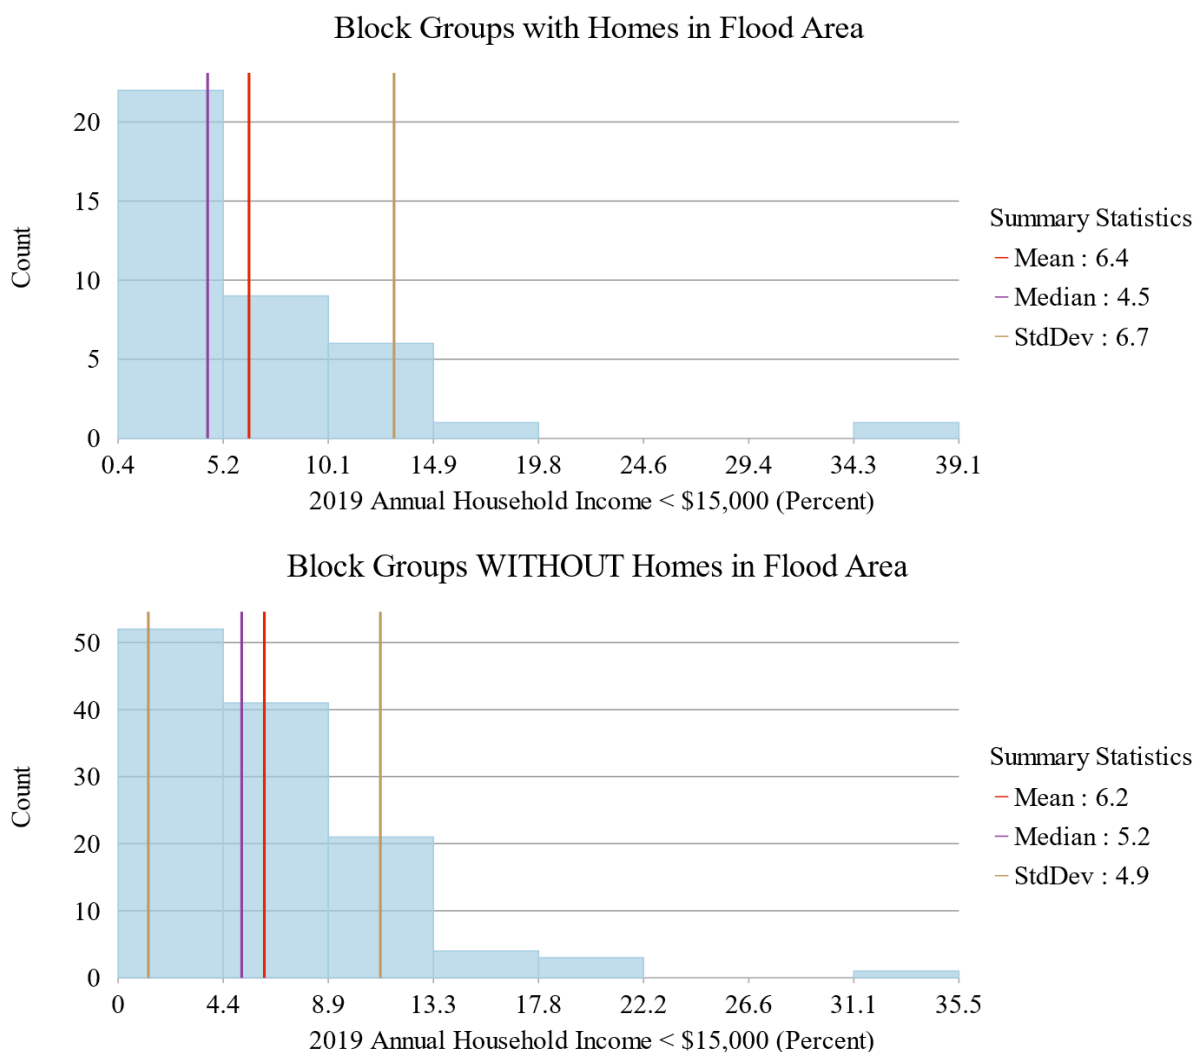 Block Groups with Homes in Flood Area
20
15
10
5
0
Count
0.4 5.2 10.1 14.9 19.8 24.6 29.4 34.3 39.1
2019 Annual Household Income < $15,000 (Percent)
Summary Statistics
Mean : 6.4
Median : 4.5
StdDev : 6.7
Block Groups WITHOUT Homes in Flood Area
50
40
30
20
10
0
Count
0 4.4 8.9 13.3 17.8 22.2 26.6 31.1 35.5
2019 Annual Household Income < $15,000 (Percent)
Summary Statistics
Mean : 6.2
Median : 5.2
StdDev : 4.9